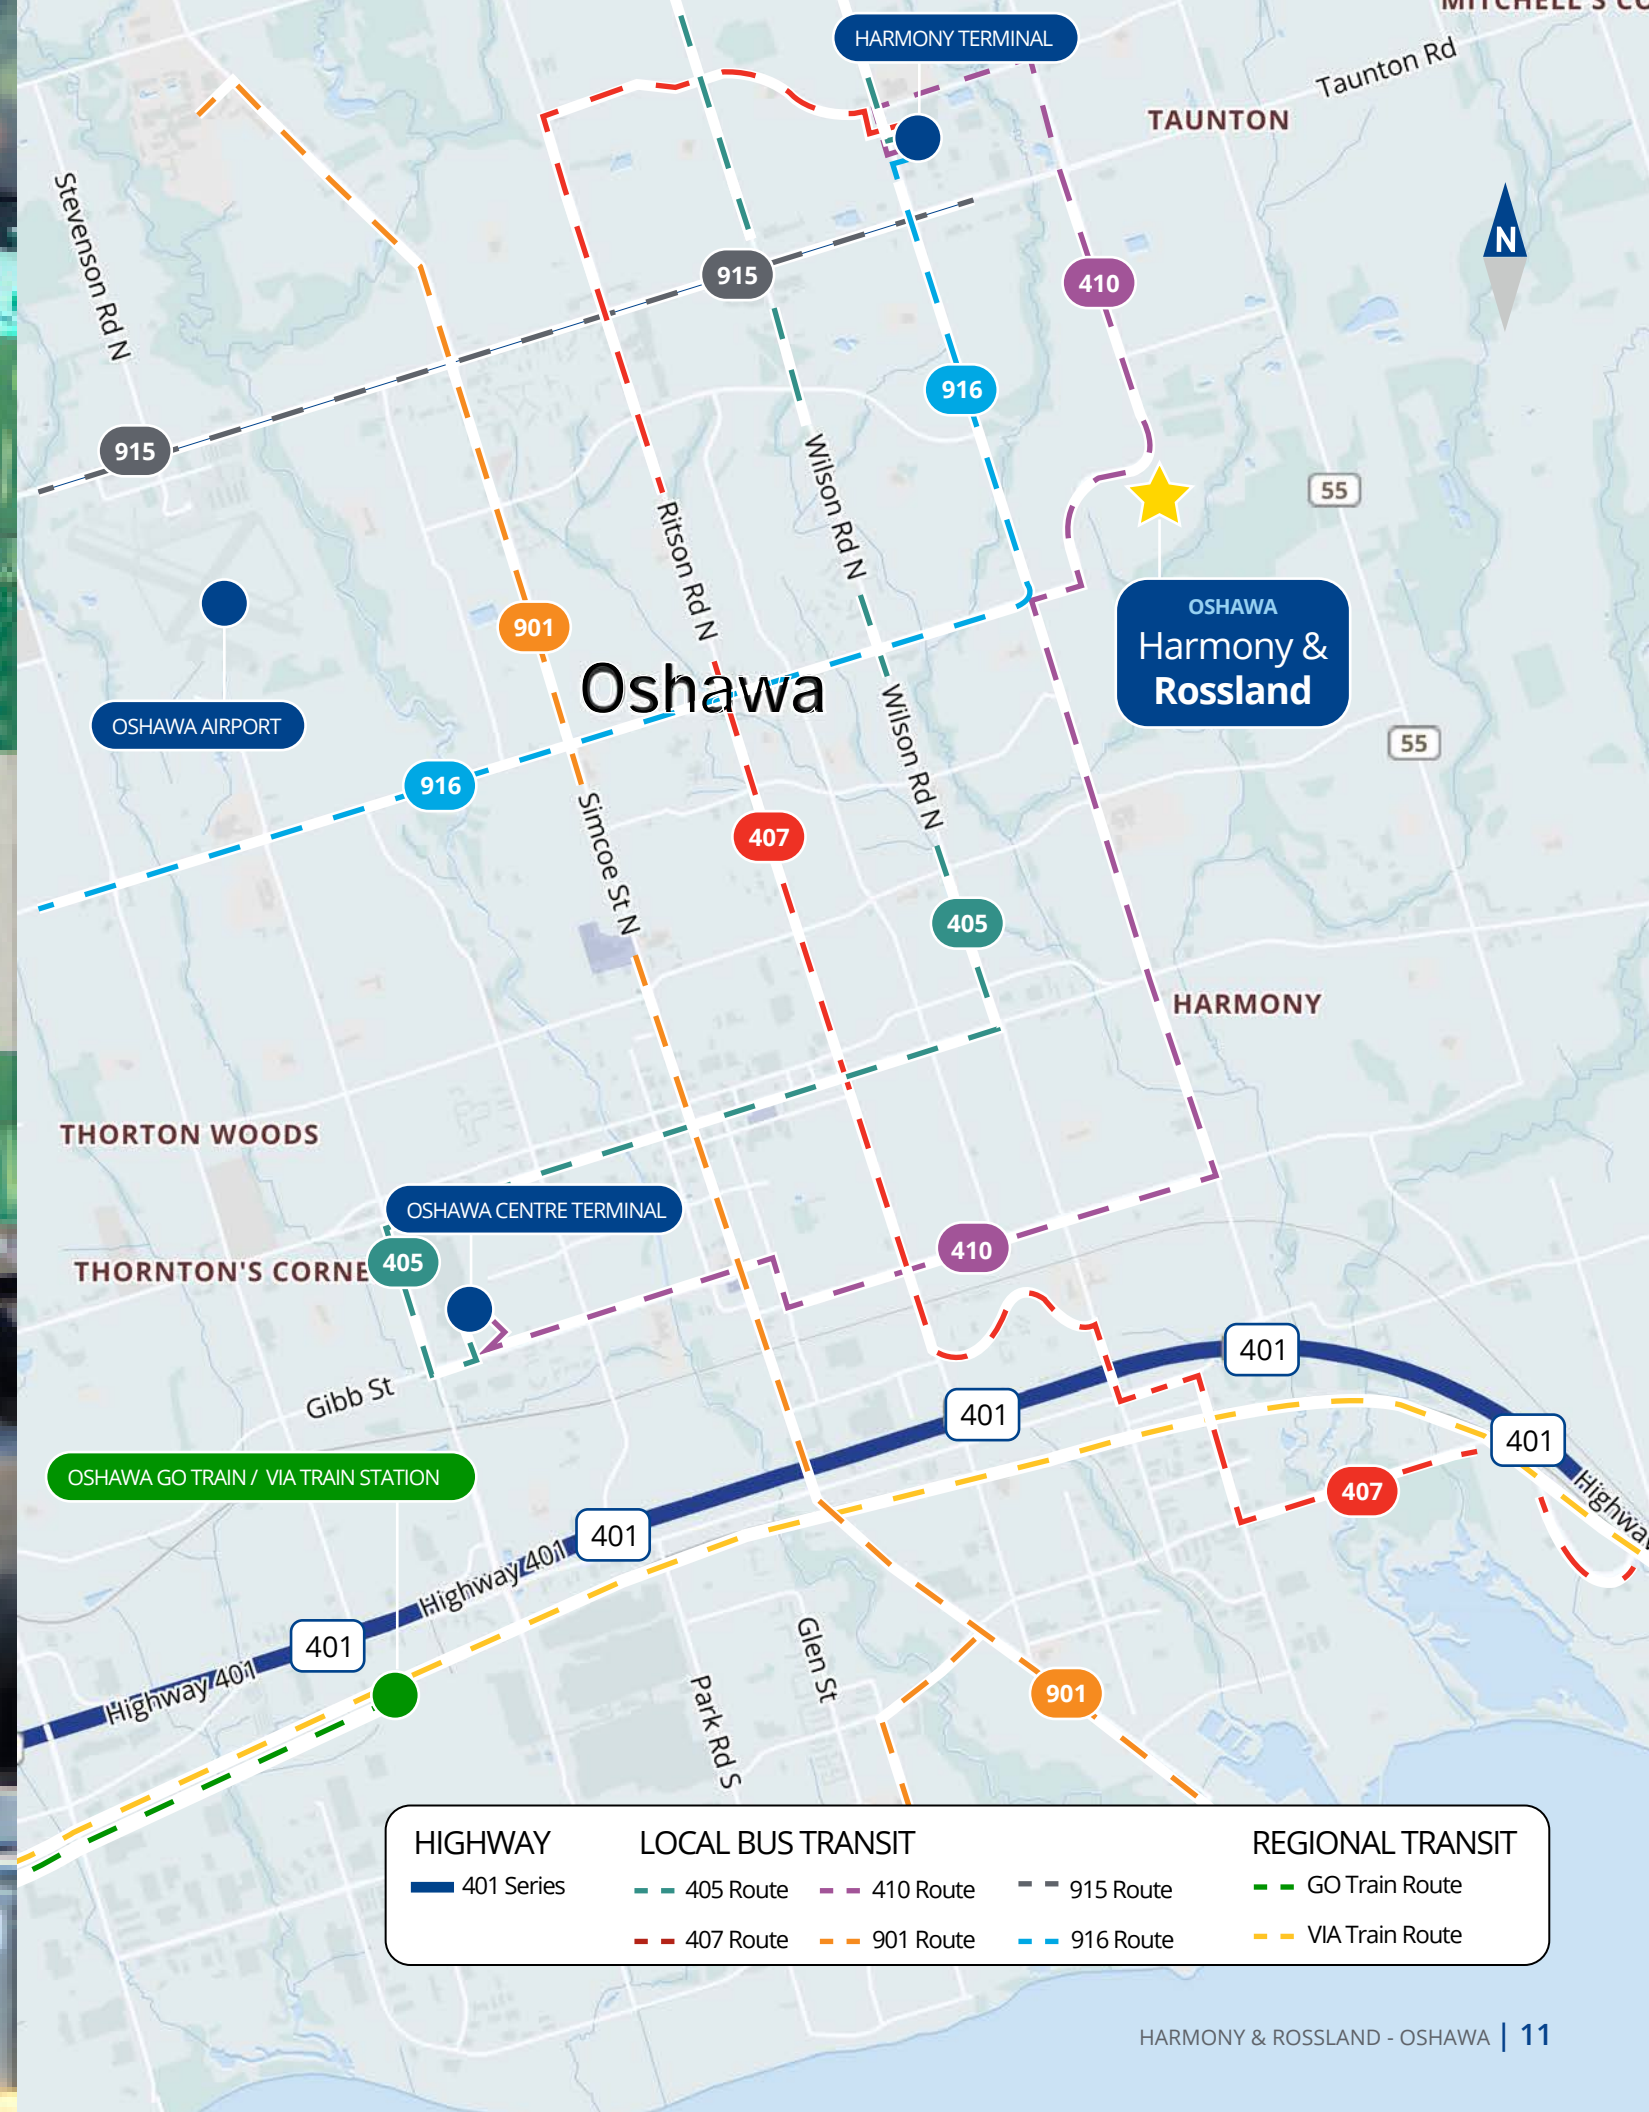 MITCHELL'S CO
HARMONY TERMINAL
Taunton Rd
TAUNTON
Stevenson Rd N
N
915
410
916
915
Wilson Rd N
55
Ritson Rd N
901
OSHAWA
Harmony &
Rossland
Oshawa
OSHAWA AIRPORT
Wilson Rd N
55
916
Simcoe St N
407
405
HARMONY
THORTON WOODS
OSHAWA CENTRE TERMINAL
410
405
THORNTON'S CORNE
401
Gibb St
401
401
OSHAWA GO TRAIN / VIA TRAIN STATION
407
Highway
401
Highway 401
401
Glen St
Highway 401
Park Rd S
901
HIGHWAY
401 Series
LOCAL BUS TRANSIT
405 Route
410 Route
915 Route
407 Route
901 Route
916 Route
REGIONAL TRANSIT
GO Train Route
VIA Train Route
HARMONY & ROSSLAND - OSHAWA | 11